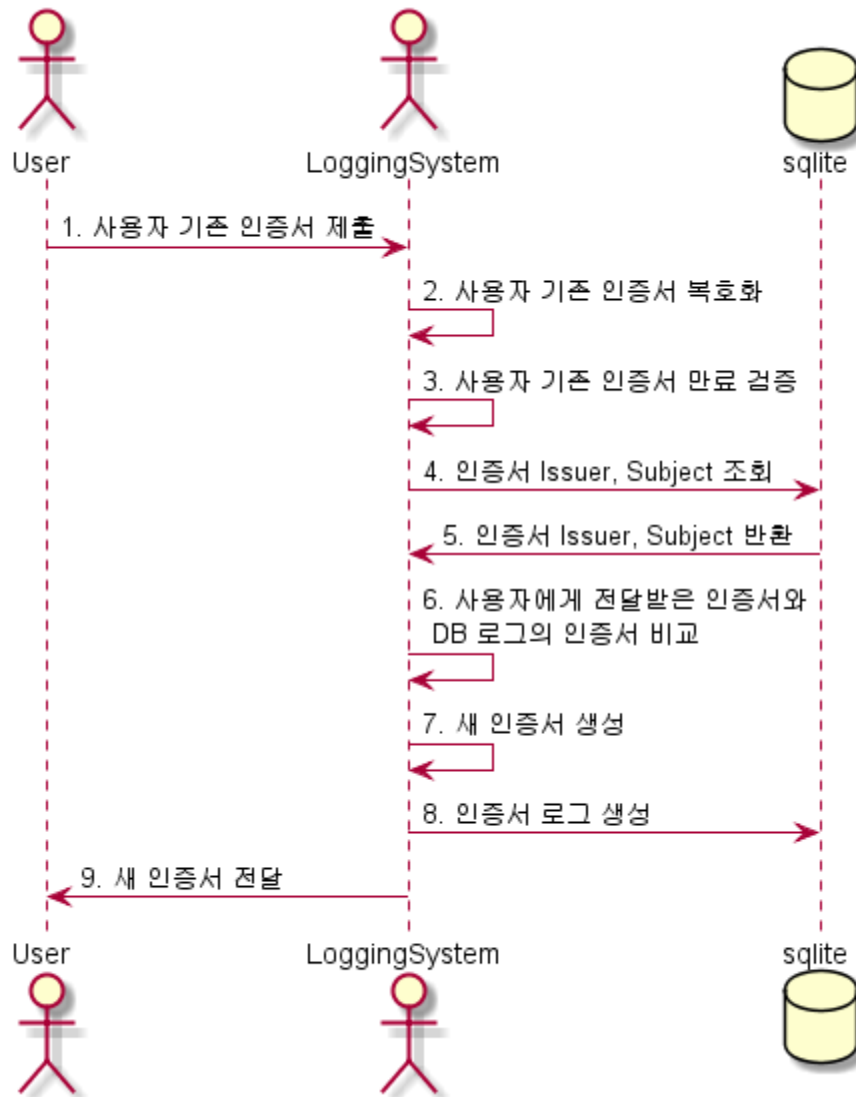 User
LoggingSystem
sqlite
1. 사용자 기존 인증서 제출
2. 사용자 기존 인증서 복호화
3. 사용자 기존 인증서 만료 검증
4. 인증서 Issuer, Subject 조회
5. 인증서 Issuer, Subject 반환
6. 사용자에게 전달받은 인증서와
DB 로그의 인증서 비교
7. 새 인증서 생성
8. 인증서 로그 생성
9. 새 인증서 전달
User
LoggingSystem
sqlite